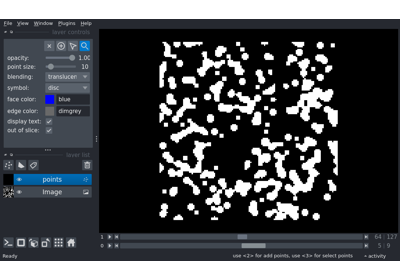 File View Window Plugins Help
layer controls
opacity: 1.00
point size: 10
blending: translucen
symbol: disc
face color: blue
edge color: dimgrey
display text:
out of slice:
layer list
points
Image
1 64 127
0 5 9
Ready use <2> for add points, use <3> for select points activity